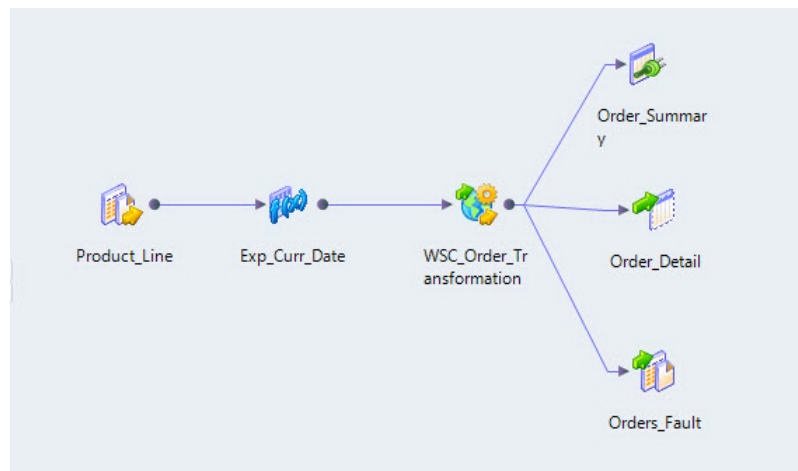 Order_Summar
y
Product_Line
Exp_Curr_Date
WSC_Order_Tr
ansformation
Order_Detail
Orders_Fault